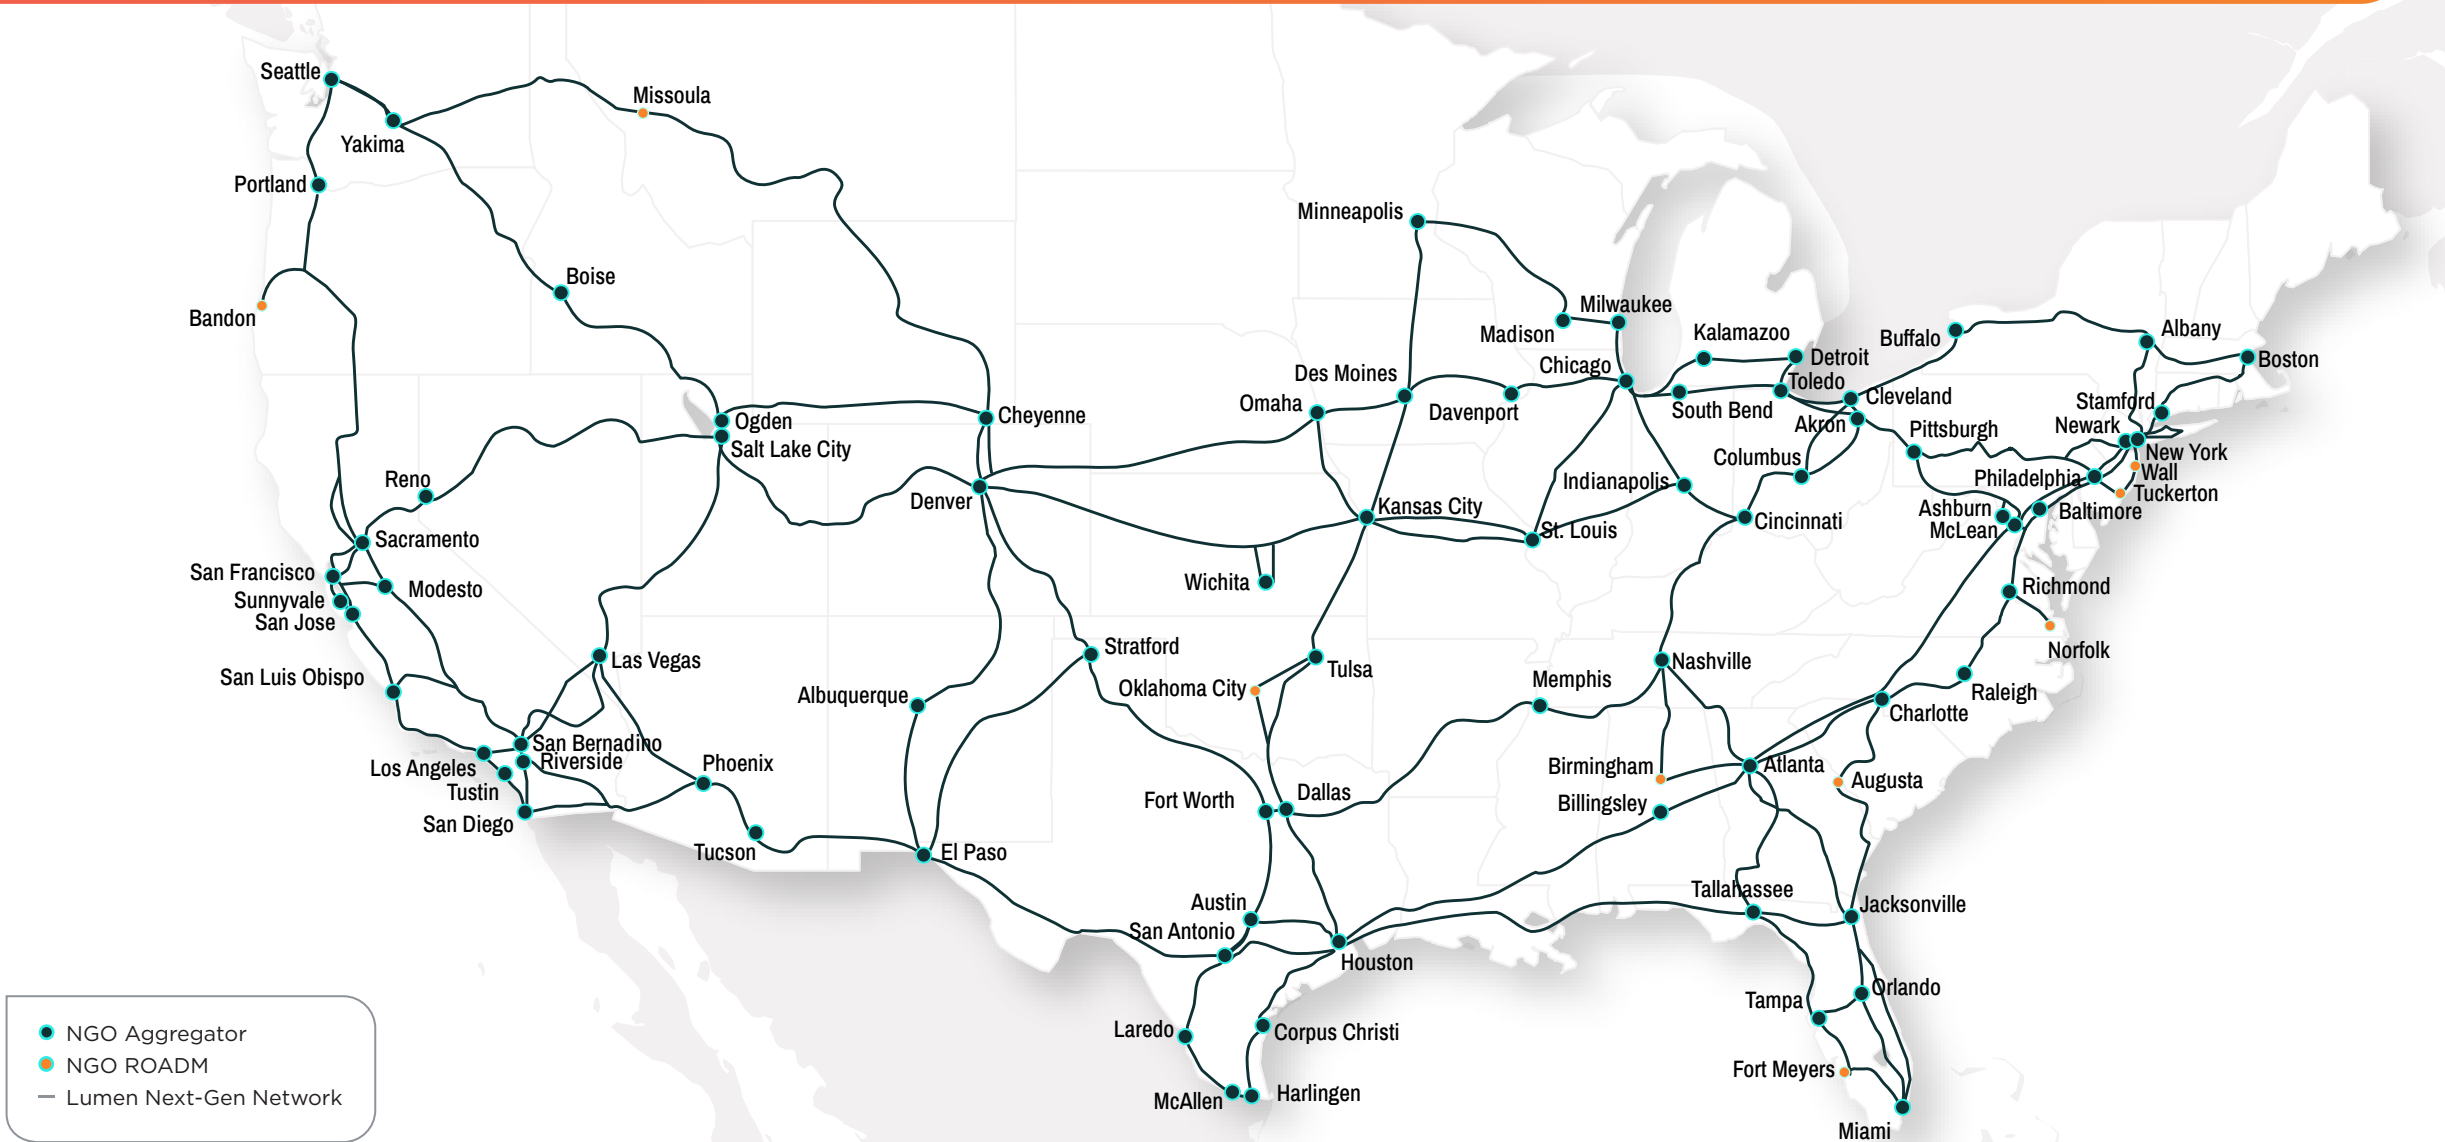 Seattle
Missoula
Yakima
Portland
Minneapolis
Boise
Bandon
Milwaukee
Madison
Kalamazoo
Buffalo
Albany
Chicago
Detroit
Boston
Des Moines
Toledo
Omaha
Davenport
South Bend
Cleveland
Stamford
Cheyenne
Ogden
Akron
Newark
Salt Lake City
Pittsburgh
New York
Columbus
Wall
Reno
Denver
Indianapolis
Philadelphia
Tuckerton
Kansas City
Cincinnati
Ashburn
Baltimore
McLean
St. Louis
Sacramento
San Francisco
Modesto
Wichita
Richmond
Sunnyvale
San Jose
Stratford
Norfolk
Las Vegas
Nashville
San Luis Obispo
Tulsa
Oklahoma City
Memphis
Raleigh
Albuquerque
Charlotte
San Bernadino
Riverside
Phoenix
Birmingham
Atlanta
Los Angeles
Augusta
Tustin
Fort Worth
Dallas
Billingsley
San Diego
Tucson
El Paso
Tallahassee
Austin
Jacksonville
San Antonio
Houston
Orlando
Tampa
Laredo
Corpus Christi
Fort Meyers
McAllen
Harlingen
Miami
NGO Aggregator
NGO ROADM
Lumen Next-Gen Network